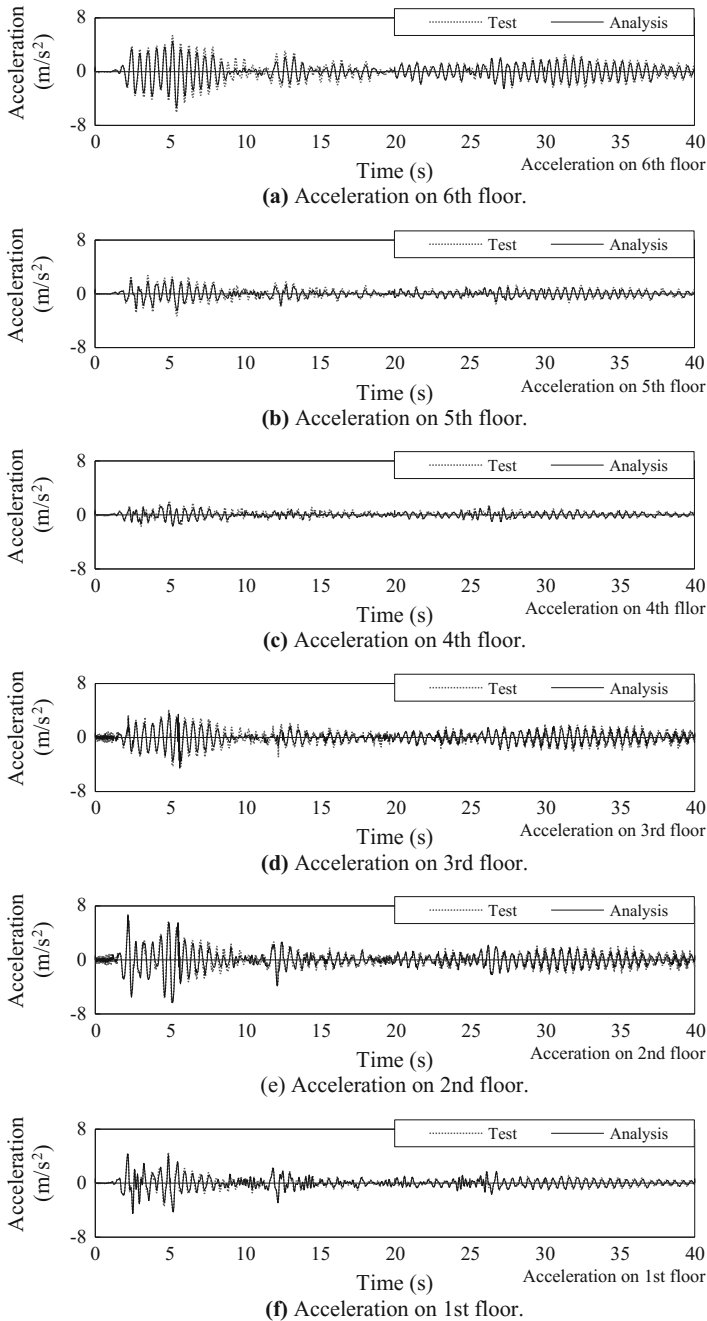 Acceleration
(m/s²)
8
0
-8
Test
Analysis
0 5 10 15 20 25 30 35 40
Time (s)
Acceleration on 6th floor
(a) Acceleration on 6th floor.
Acceleration
(m/s²)
8
0
-8
Test
Analysis
0 5 10 15 20 25 30 35 40
Time (s)
Acceleration on 5th floor
(b) Acceleration on 5th floor.
Acceleration
(m/s²)
8
0
-8
Test
Analysis
0 5 10 15 20 25 30 35 40
Time (s)
Acceleration on 4th fllor
(c) Acceleration on 4th floor.
Acceleration
(m/s²)
8
0
-8
Test
Analysis
0 5 10 15 20 25 30 35 40
Time (s)
Acceleration on 3rd floor
(d) Acceleration on 3rd floor.
Acceleration
(m/s²)
8
0
-8
Test
Analysis
0 5 10 15 20 25 30 35 40
Time (s)
Acceration on 2nd floor
(e) Acceleration on 2nd floor.
Acceleration
(m/s²)
8
0
-8
Test
Analysis
0 5 10 15 20 25 30 35 40
Time (s)
Acceleration on 1st floor
(f) Acceleration on 1st floor.